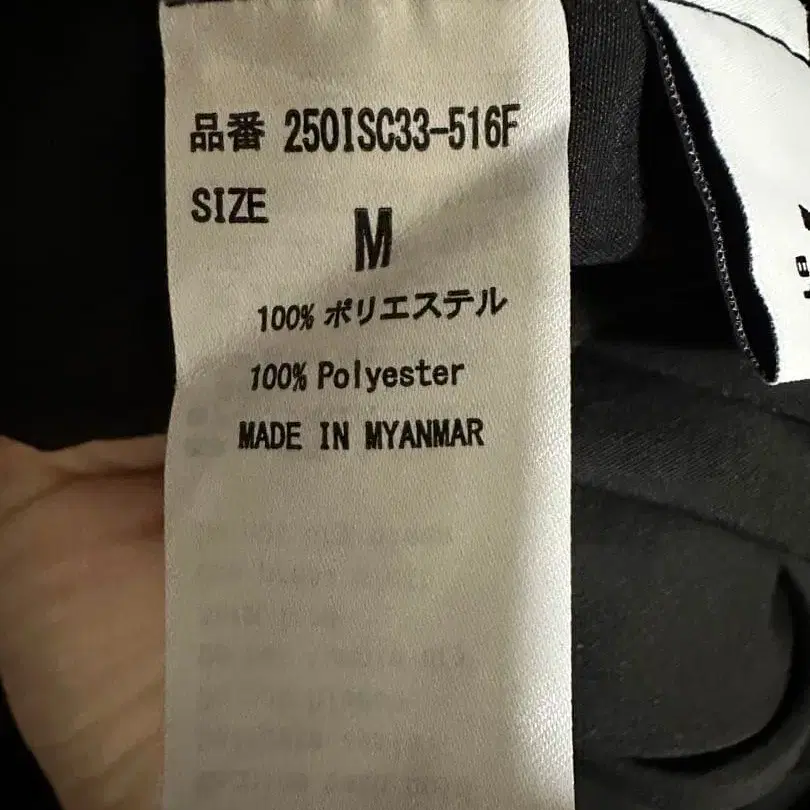 品番 250ISC33-516F
SIZE
M
100% ポリエステル
100% Polyester
MADE IN MYANMAR